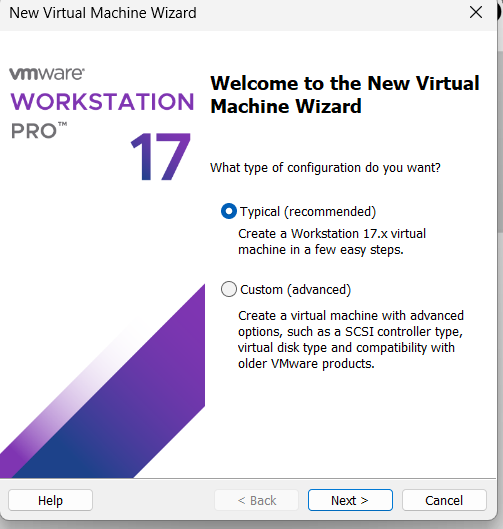 New Virtual Machine Wizard
vmware®
WORKSTATION
PRO™
17
Welcome to the New Virtual
Machine Wizard
What type of configuration do you want?
Typical (recommended)
Create a Workstation 17.x virtual
machine in a few easy steps.
Custom (advanced)
Create a virtual machine with advanced
options, such as a SCSI controller type,
virtual disk type and compatibility with
older VMware products.
Help
< Back
Next >
Cancel